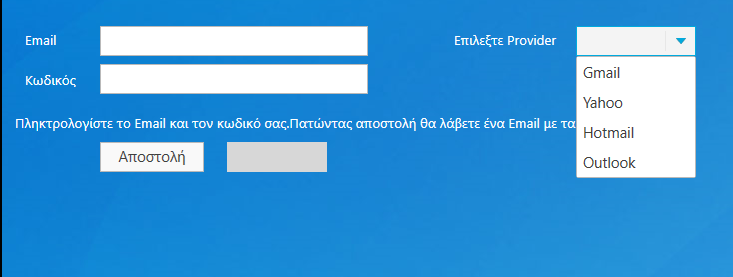 Email
Επιλεξτε Provider
Κωδικός
Gmail
Yahoo
Hotmail
Outlook
Πληκτρολογίστε το Email και τον κωδικό σας.Πατώντας αποστολή θα λάβετε ένα Email με τα
Αποστολή